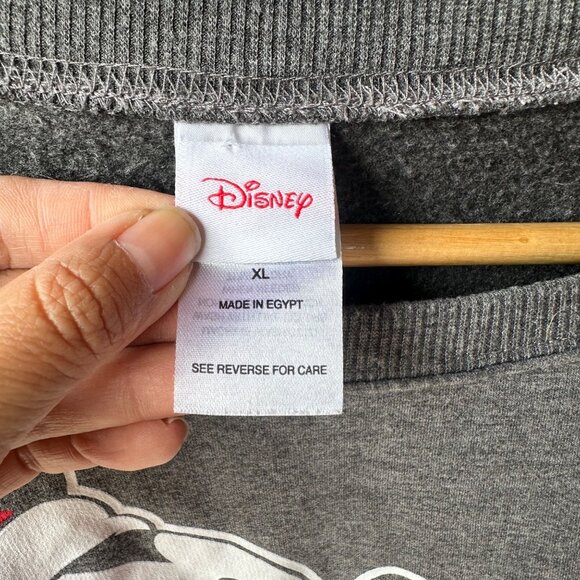 Disney
XL
MADE IN EGYPT
SEE REVERSE FOR CARE